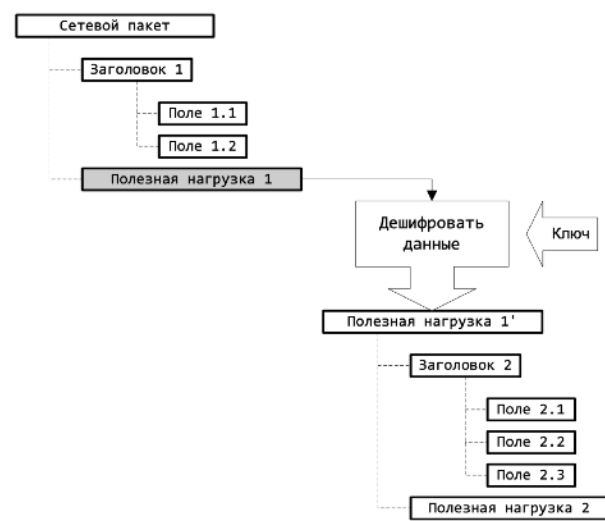 Сетевой пакет
Заголовок 1
Поле 1.1
Поле 1.2
Полезная нагрузка 1
Дешифровать
данные
Ключ
Полезная нагрузка 1'
Заголовок 2
Поле 2.1
Поле 2.2
Поле 2.3
Полезная нагрузка 2